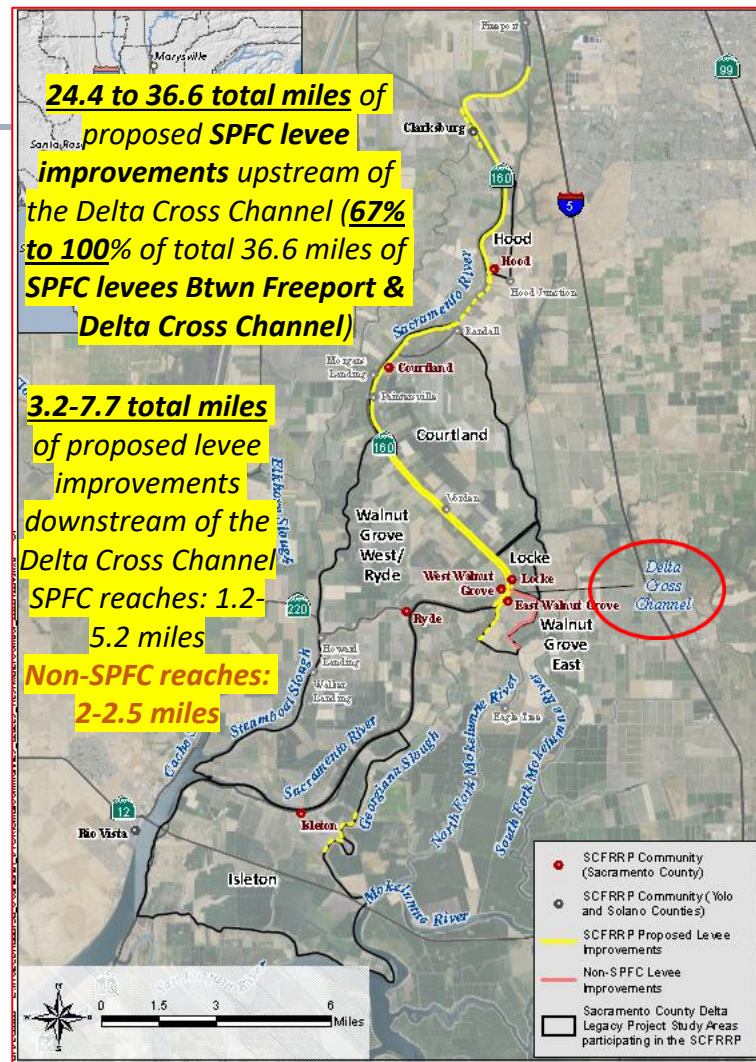 Marysville
Freeport
99
24.4 to 36.6 total miles of
proposed SPFC levee
improvements upstream of
the Delta Cross Channel (67%
to 100% of total 36.6 miles of
SPFC levees Btwn Freeport &
Delta Cross Channel)
Clarksburg
160
5
Hood
Hood
Hood Junction
Sacramento River
Randall
Morgans
Landing
Courtland
Paintersville
Courtland
160
3.2-7.7 total miles
of proposed levee
improvements
downstream of the
Delta Cross Channel
SPFC reaches: 1.2-
5.2 miles
Non-SPFC reaches:
2-2.5 miles
Elkhorn Slough
Vorden
Walnut
Grove
West/
Ryde
Locke
West Walnut
Grove
Locke
East Walnut Grove
Delta
Cross
Channel
220
Ryde
Walnut
Grove
East
Howard
Landing
Walker
Landing
Steamboat Slough
Eagle Tree
Sacramento River
Georgiana Slough
North Fork Mokelumne River
South Fork Mokelumne River
12
Rio Vista
Isleton
Isleton
Mokelumne
River
SCFRRP Community
(Sacramento County)
SCFRRP Community (Yolo
and Solano Counties)
SCFRRP Proposed Levee
Improvements
Non-SPFC Levee
Improvements
Sacramento County Delta
Legacy Project Study Areas
participating in the SCFRRP
0 1.5 3 6
Miles